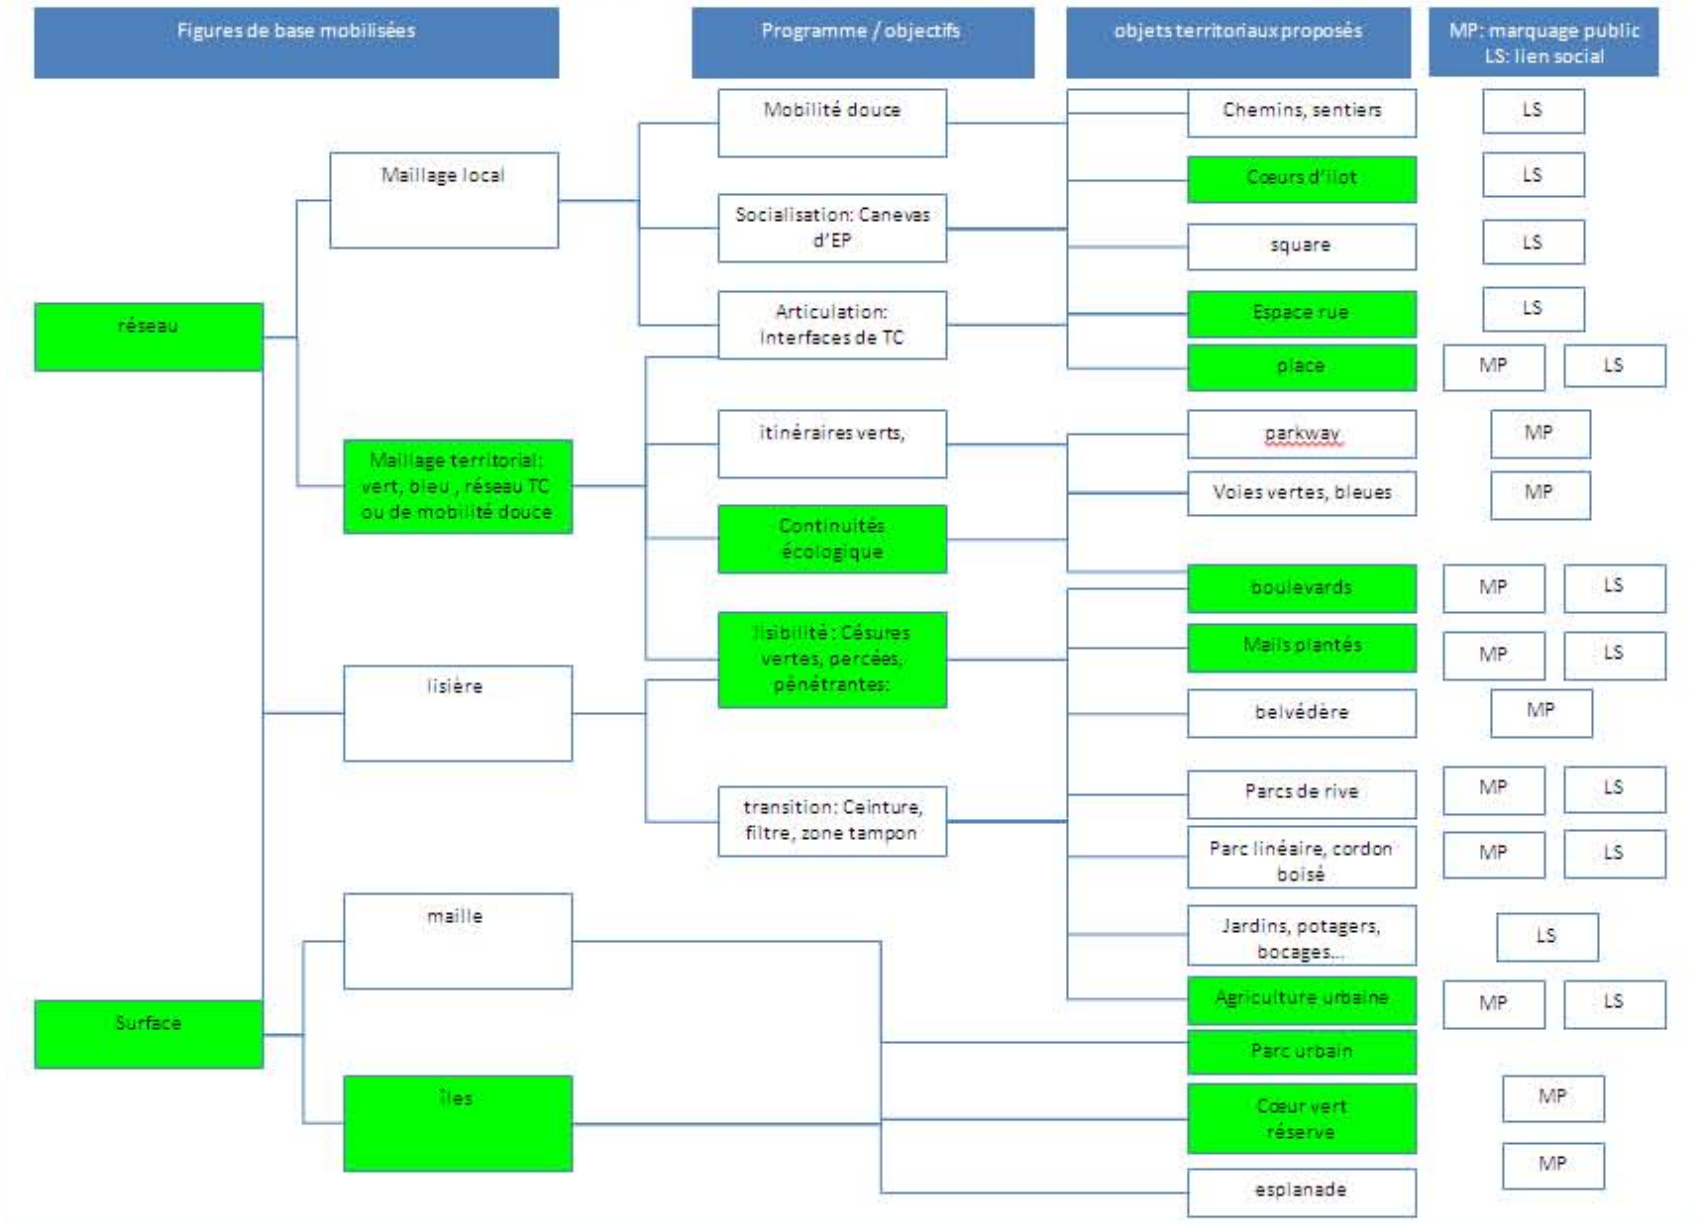 Figures de base mobilisées
Programme / objectifs
objets territoriaux proposés
MP: marquage public
LS: lien social
Mobilité douce
Chemins, sentiers
LS
Maillage local
Cœurs d'ilot
LS
Socialisation: Canevas
d'EP
square
LS
réseau
Articulation:
Interfaces de TC
Espace rue
LS
place
MP
LS
Maillage territorial:
vert, bleu , réseau TC
ou de mobilité douce
itinéraires verts,
parkway
MP
Voies vertes, bleues
MP
Continuités
écologique
boulevards
MP
LS
lisibilité: Césures
vertes, percées,
pénétrantes:
Mails plantés
MP
LS
lisière
belvédère
MP
transition: Ceinture,
filtre, zone tampon
Parcs de rive
MP
LS
Parc linéaire, cordon
boisé
MP
LS
maille
Jardins, potagers,
bocages...
LS
Surface
Agriculture urbaine
MP
LS
Parc urbain
îles
Cœur vert
réserve
MP
MP
esplanade